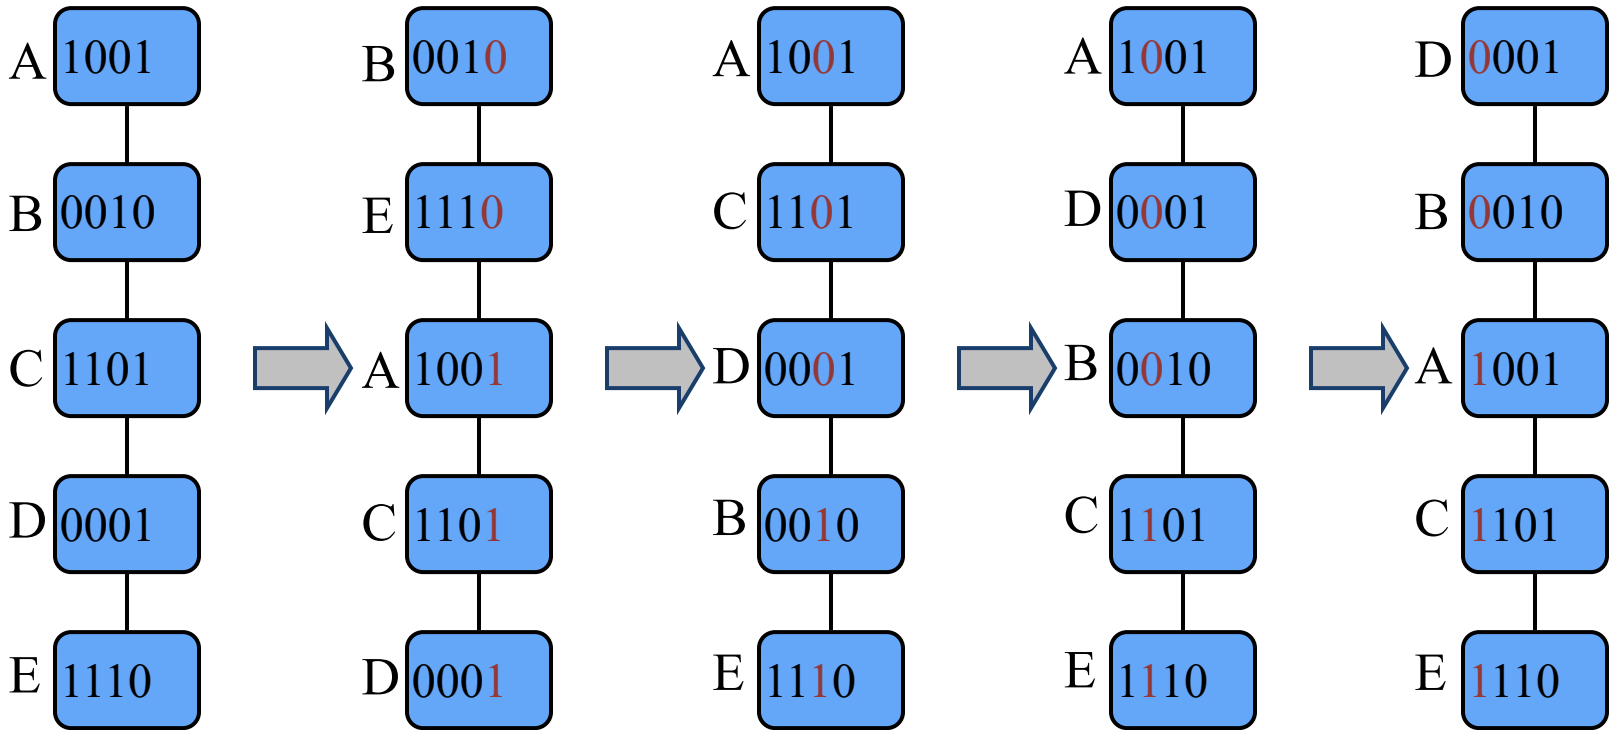 A 1001 B 0010 A 1001 A 1001 D 0001
B 0010 E 1110 C 1101 D 0001 B 0010
C 1101 A 1001 D 0001 B 0010 A 1001
D 0001 C 1101 B 0010 C 1101 C 1101
E 1110 D 0001 E 1110 E 1110 E 1110